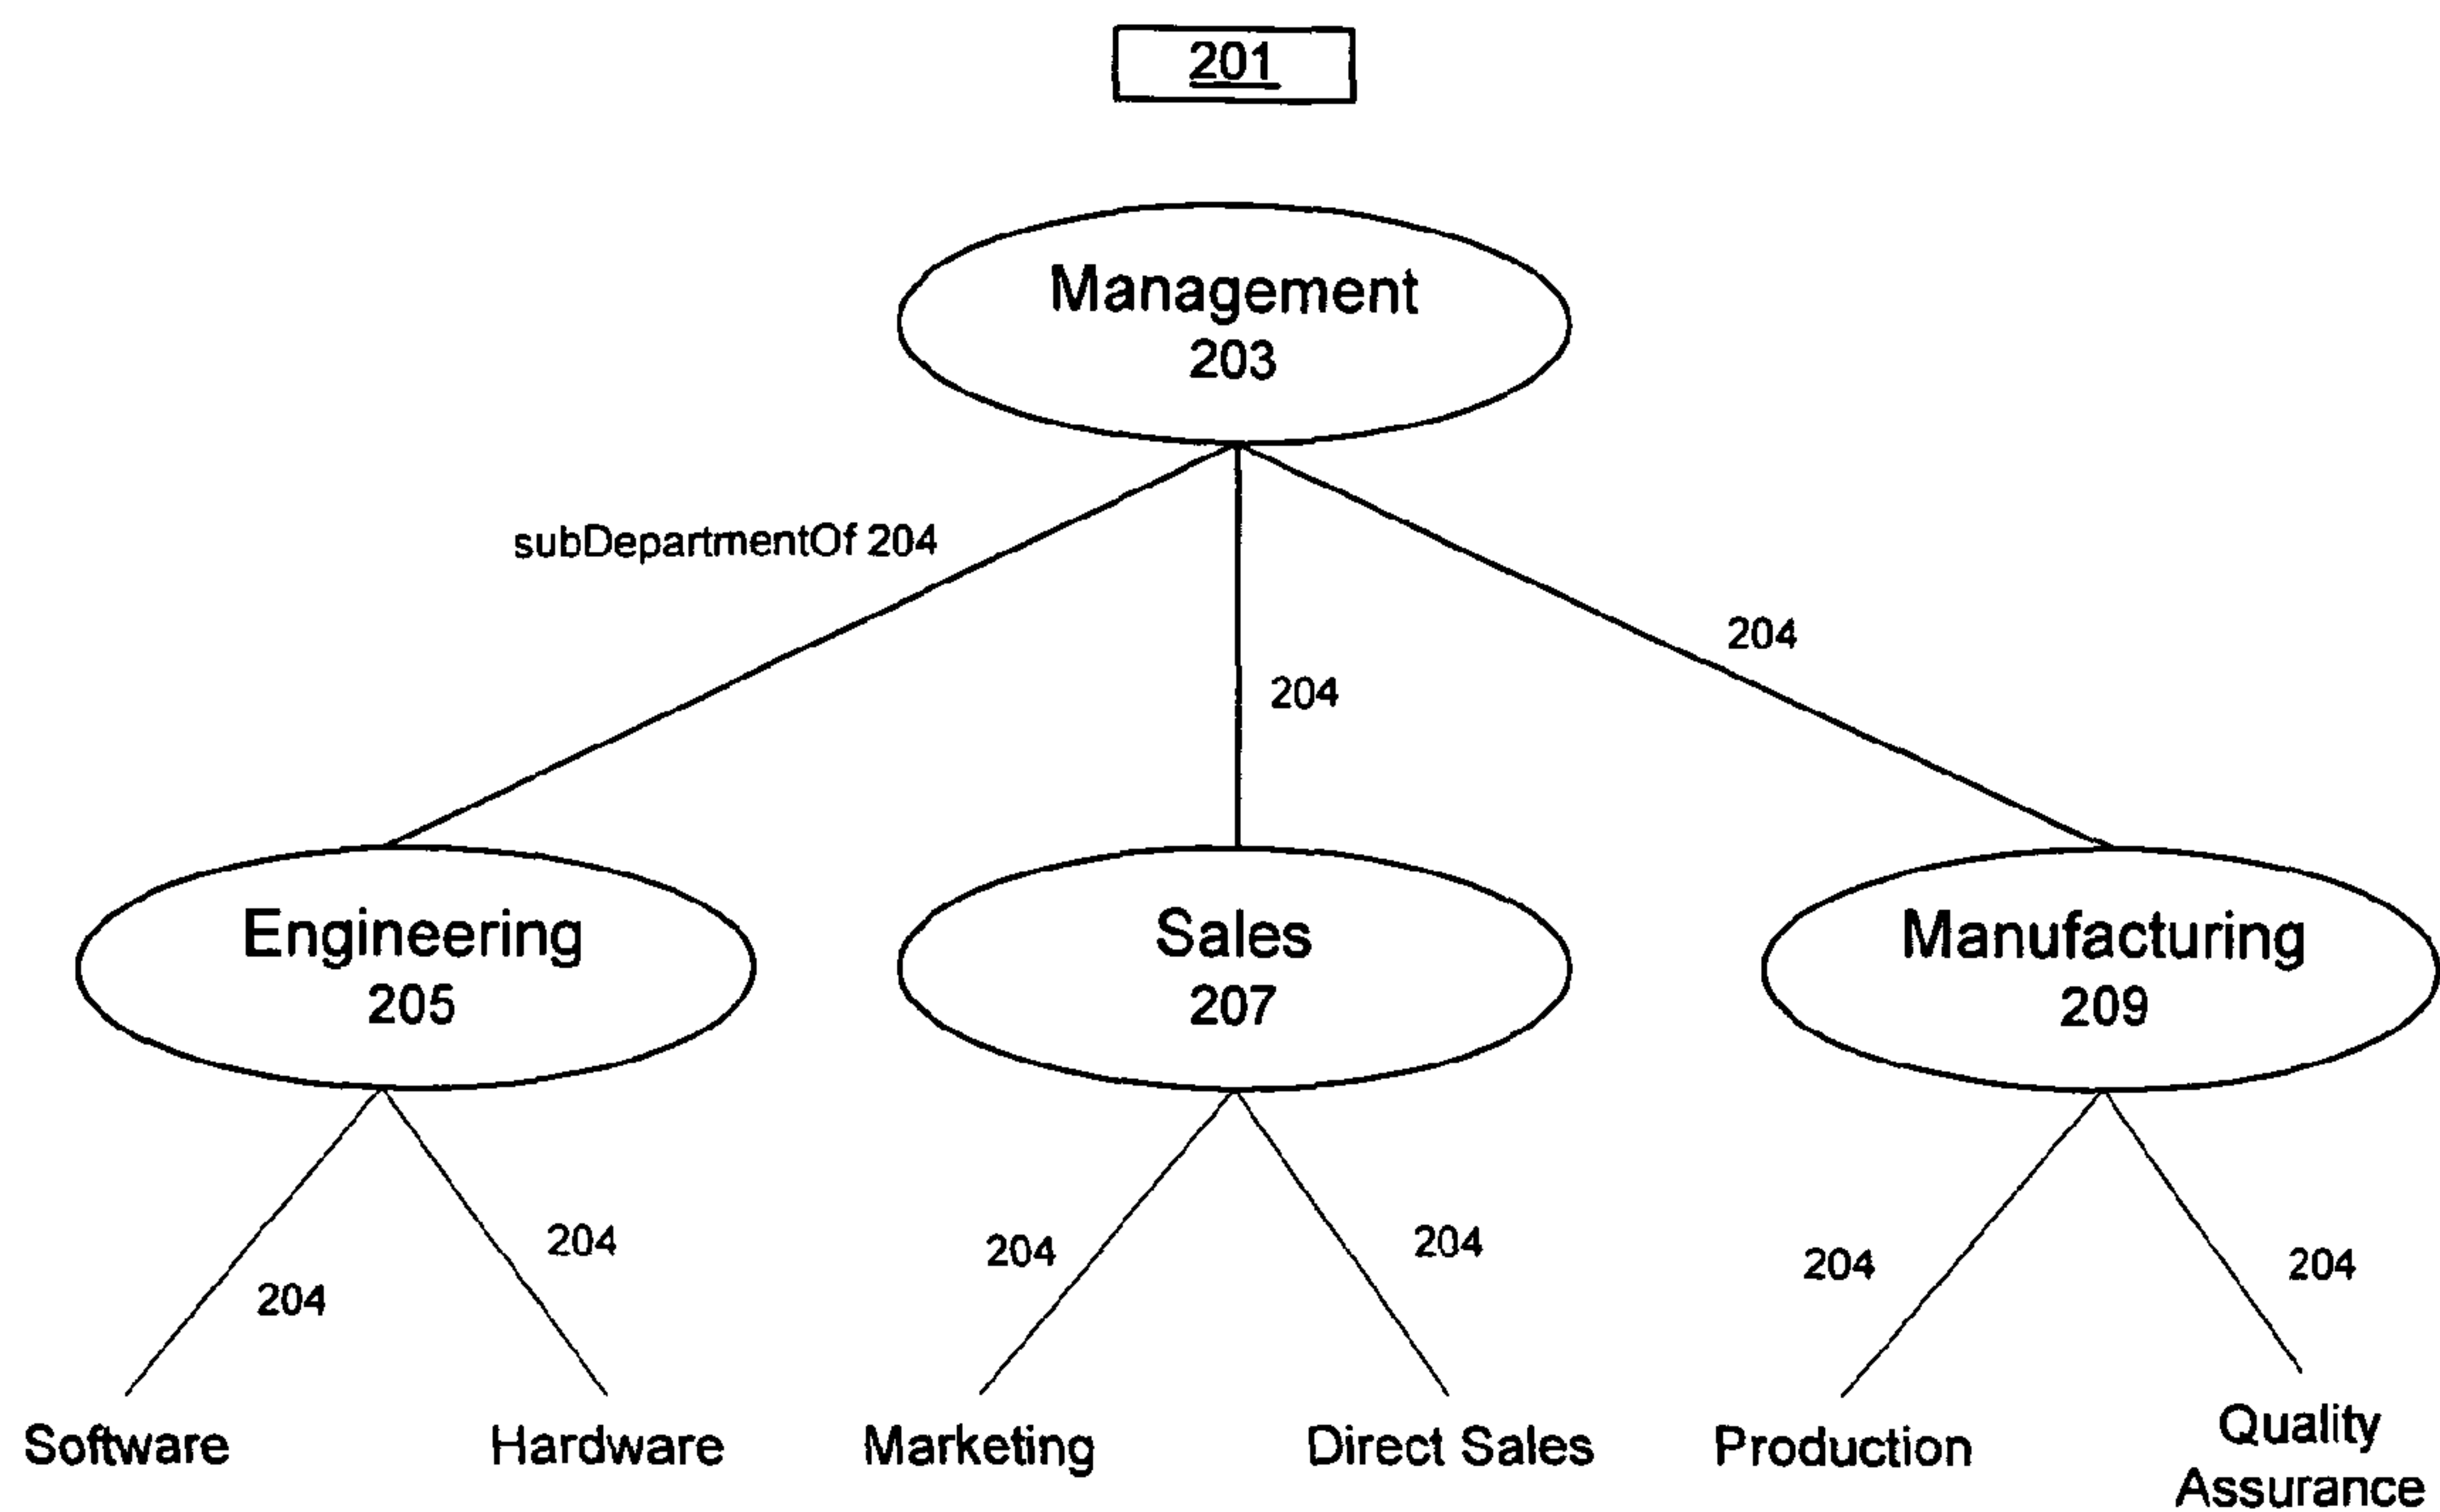 201
Management
203
subDepartmentOf 204
204
204
Engineering
205
Sales
207
Manufacturing
209
204
204
204
204
204
204
Software
Hardware
Marketing
Direct Sales
Production
Quality
Assurance